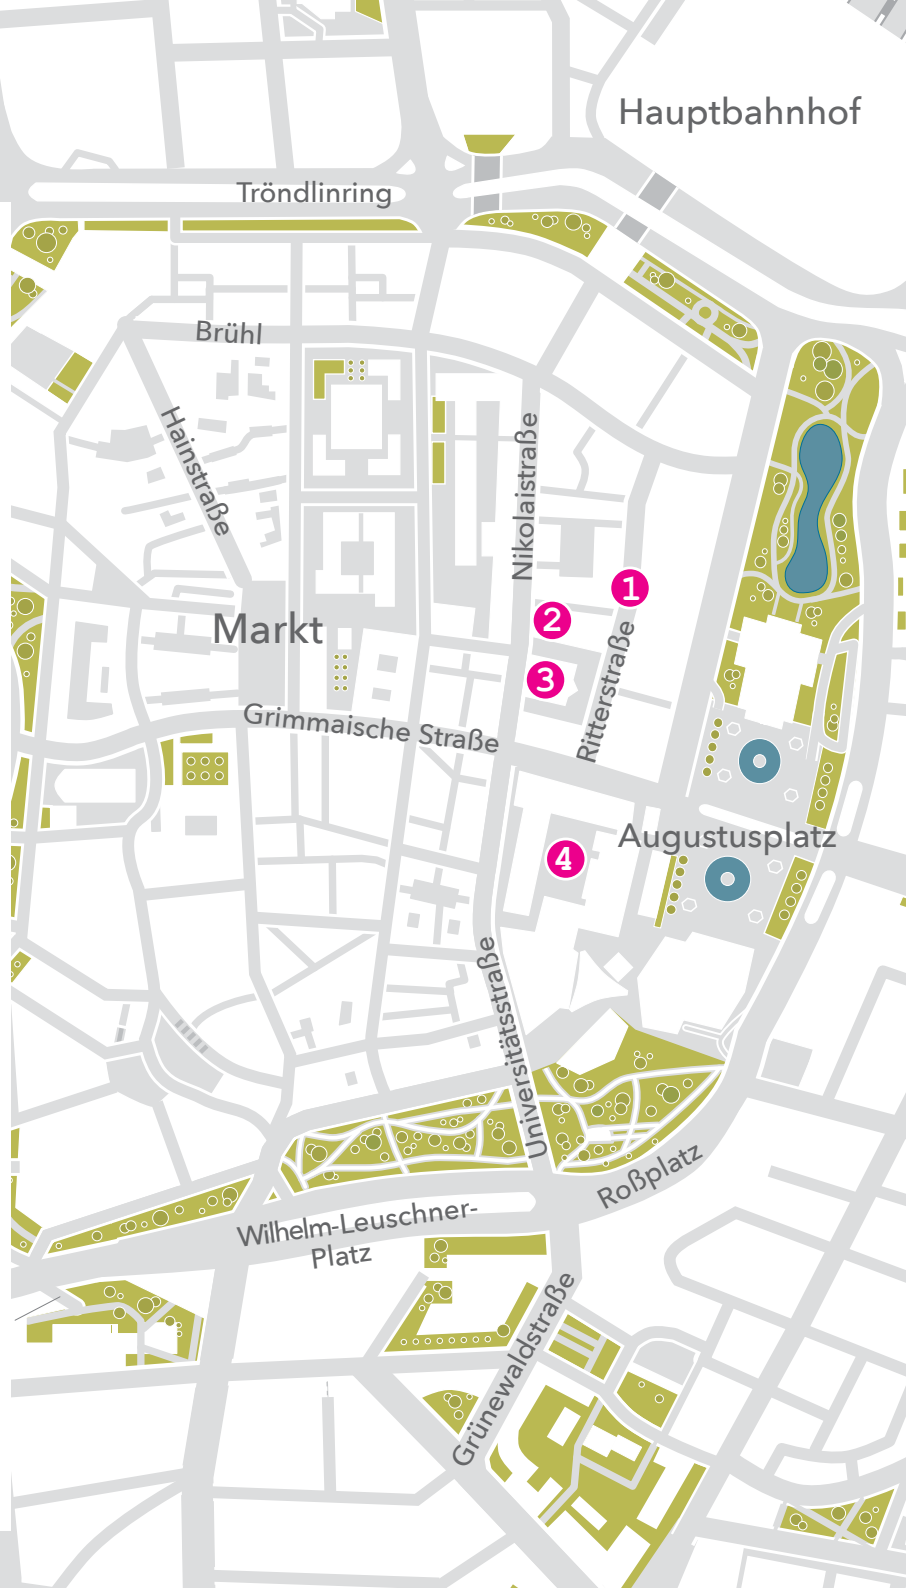 Hauptbahnhof
Tröndlinring
Brühl
Hainstraße
Nikolaistraße
1
2
Markt
Ritterstraße
3
Grimmaische Straße
Augustusplatz
4
Universitätsstraße
Roßplatz
Wilhelm-Leuschner-
Platz
Grünewaldstraße